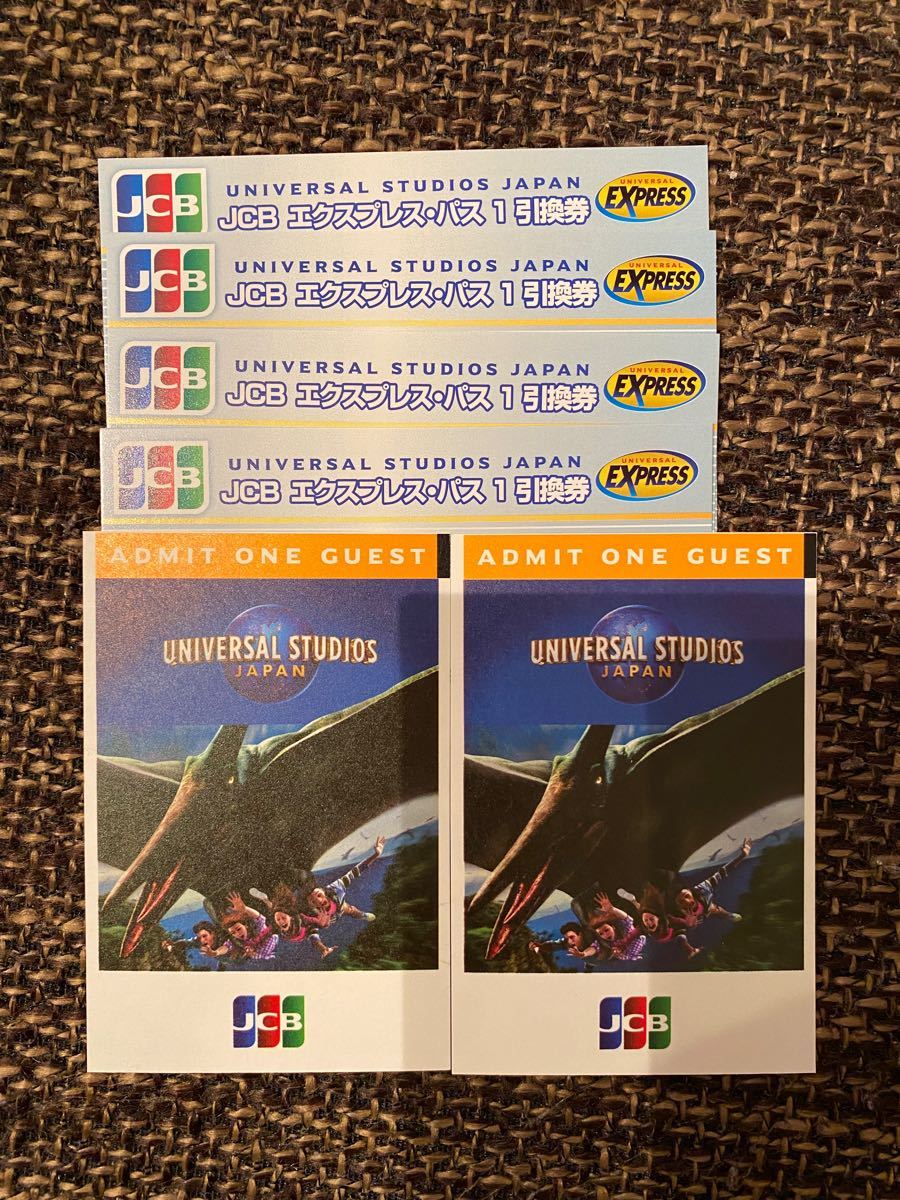 JCB
UNIVERSAL STUDIOS JAPAN
JCB エクスプレス・パス 1 引換券
UNIVERSAL
EXPRESS
JCB
UNIVERSAL STUDIOS JAPAN
JCB エクスプレス・パス 1 引換券
UNIVERSAL
EXPRESS
JCB
UNIVERSAL STUDIOS JAPAN
JCB エクスプレス・パス 1 引換券
UNIVERSAL
EXPRESS
JCB
UNIVERSAL STUDIOS JAPAN
JCB エクスプレス・パス 1 引換券
UNIVERSAL
EXPRESS
ADMIT ONE GUEST
UNIVERSAL STUDIOS
JAPAN
JCB
ADMIT ONE GUEST
UNIVERSAL STUDIOS
JAPAN
JCB